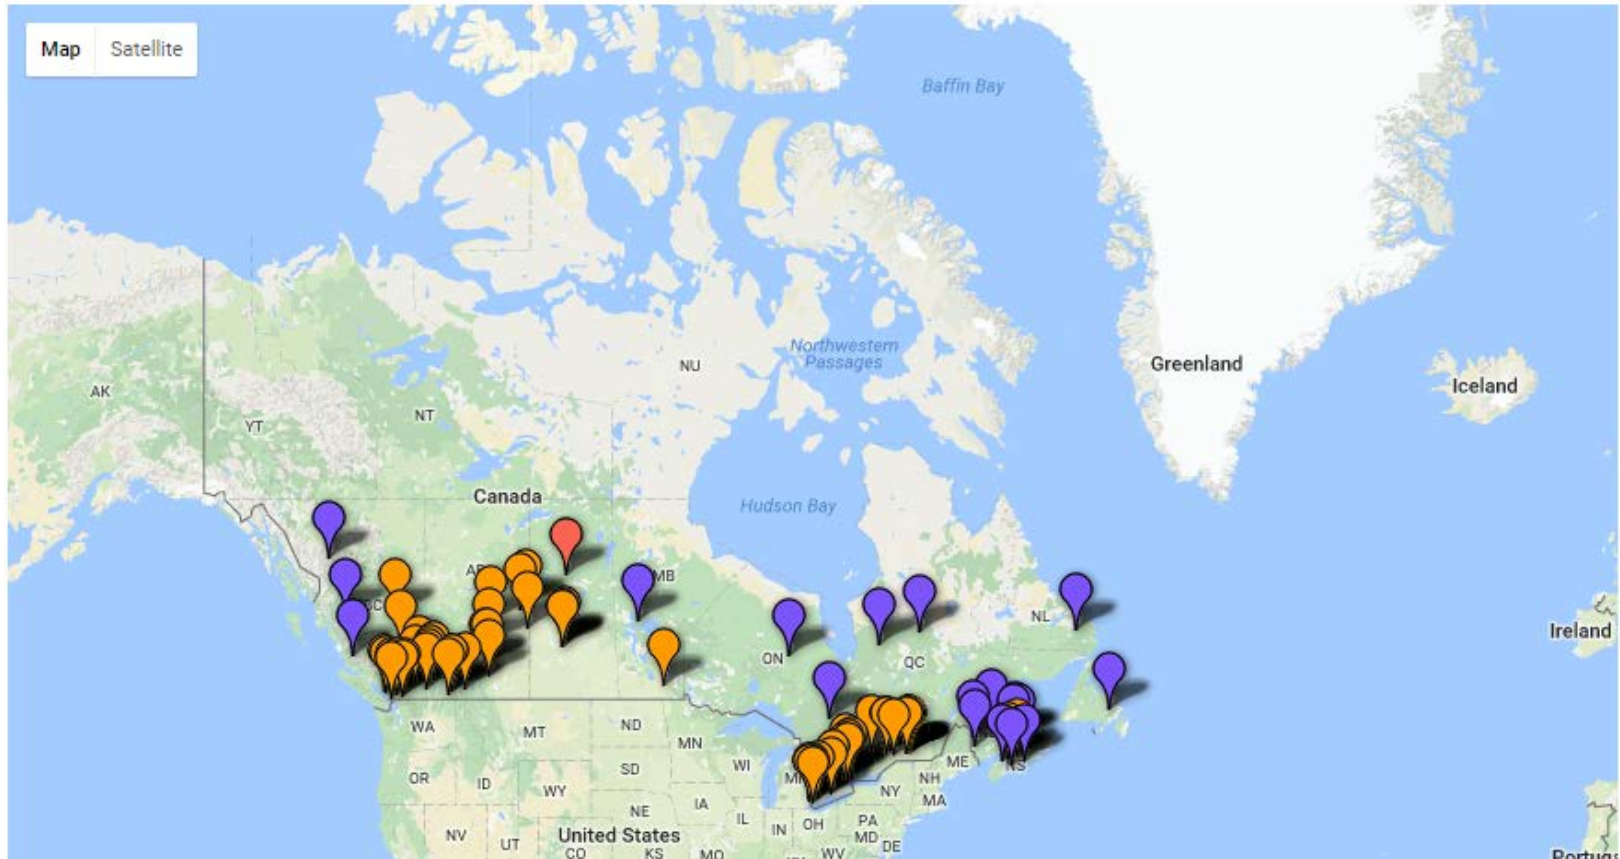 Map Satellite
Baffin Bay
Northwestern
Passages
NU
Greenland
Iceland
AK
NT
YT
Canada
Hudson Bay
MB
NL
Ireland
ON
QC
WA
ND
MT
MN
ME
NS
WI
OR
ID
SD
NH
WY
NY
MA
NE
IA
IL
IN
OH
PA
NV
UT
United States
MD
DE
CO
KS
MO
WV